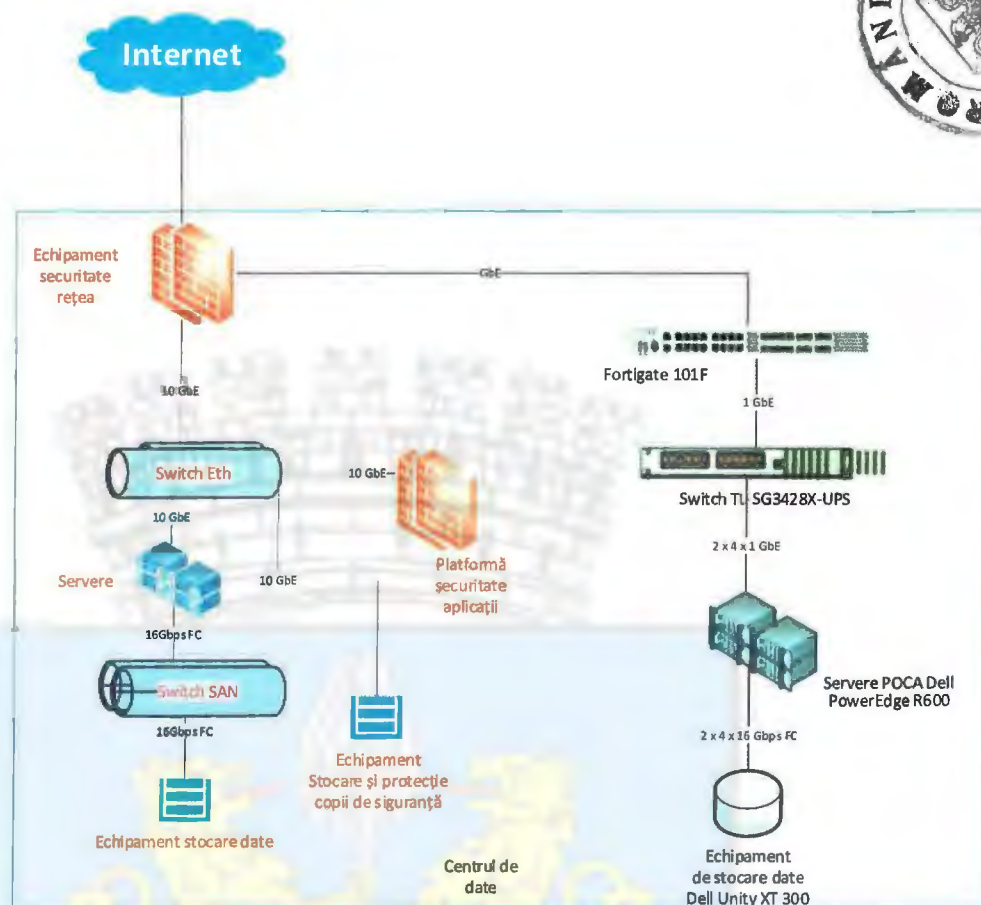 Internet
ROMÂNI
Echipament
securitate
rețea
GbE
Fortigate 101F
10 GbE
1 GbE
Switch Eth
10 GbE
Switch TL SG3428X-UPS
10 GbE
Platformă
securitate
aplicații
2 x 4 x 1 GbE
Servere
10 GbE
16Gbps FC
Switch SAN
16Gbps FC
Servere POCA Dell
PowerEdge R600
2 x 4 x 16 Gbps FC
Echipament
Stocare și protecție
copii de siguranță
Echipament stocare date
Centrul de
date
Echipament
de stocare date
Dell Unity XT 300